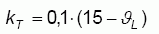 k_T = 0,1·(15 – ϑ_L)